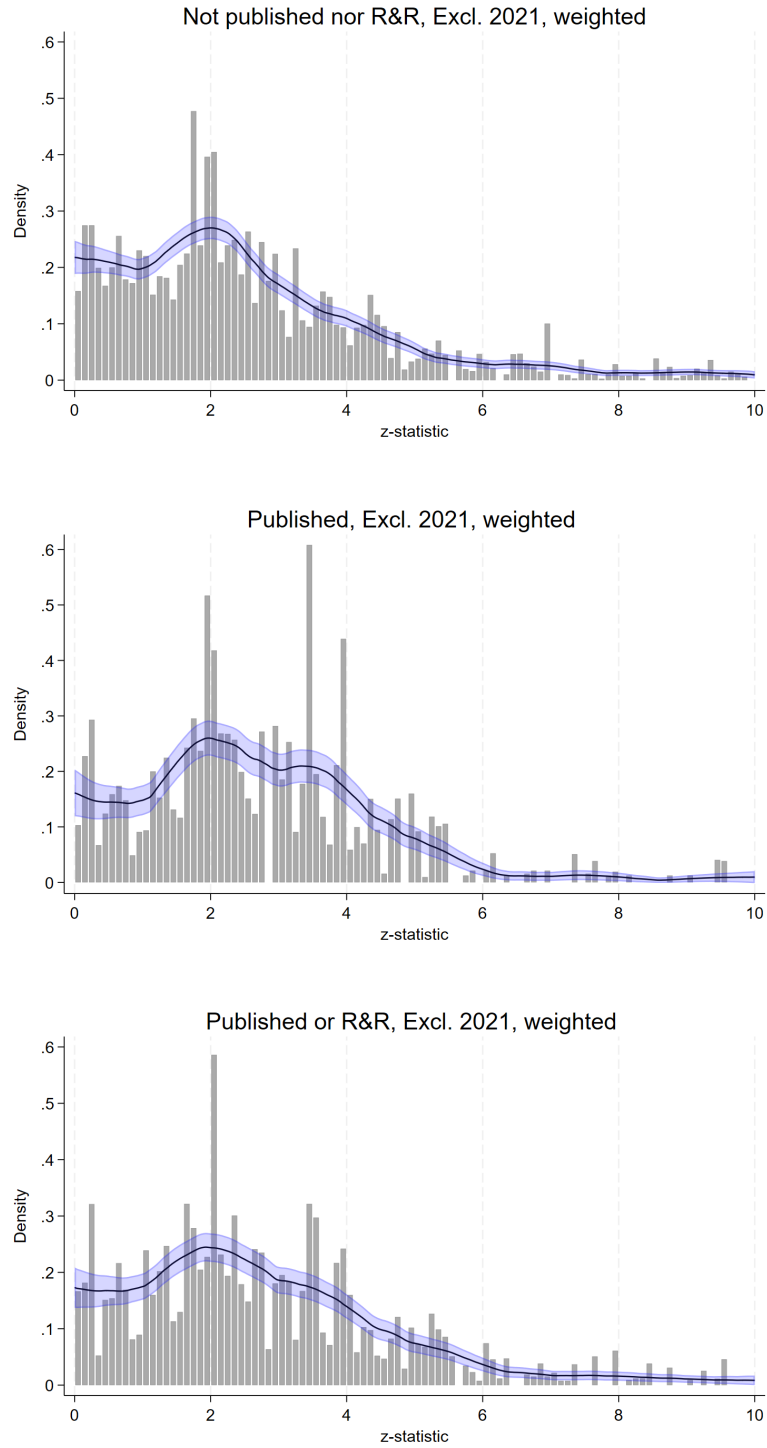 Not published nor R&R, Excl. 2021, weighted
.6
.5
.4
.3
.2
.1
0
Density
0 2 4 6 8 10
z-statistic
Published, Excl. 2021, weighted
.6
.5
.4
.3
.2
.1
0
Density
0 2 4 6 8 10
z-statistic
Published or R&R, Excl. 2021, weighted
.6
.5
.4
.3
.2
.1
0
Density
0 2 4 6 8 10
z-statistic